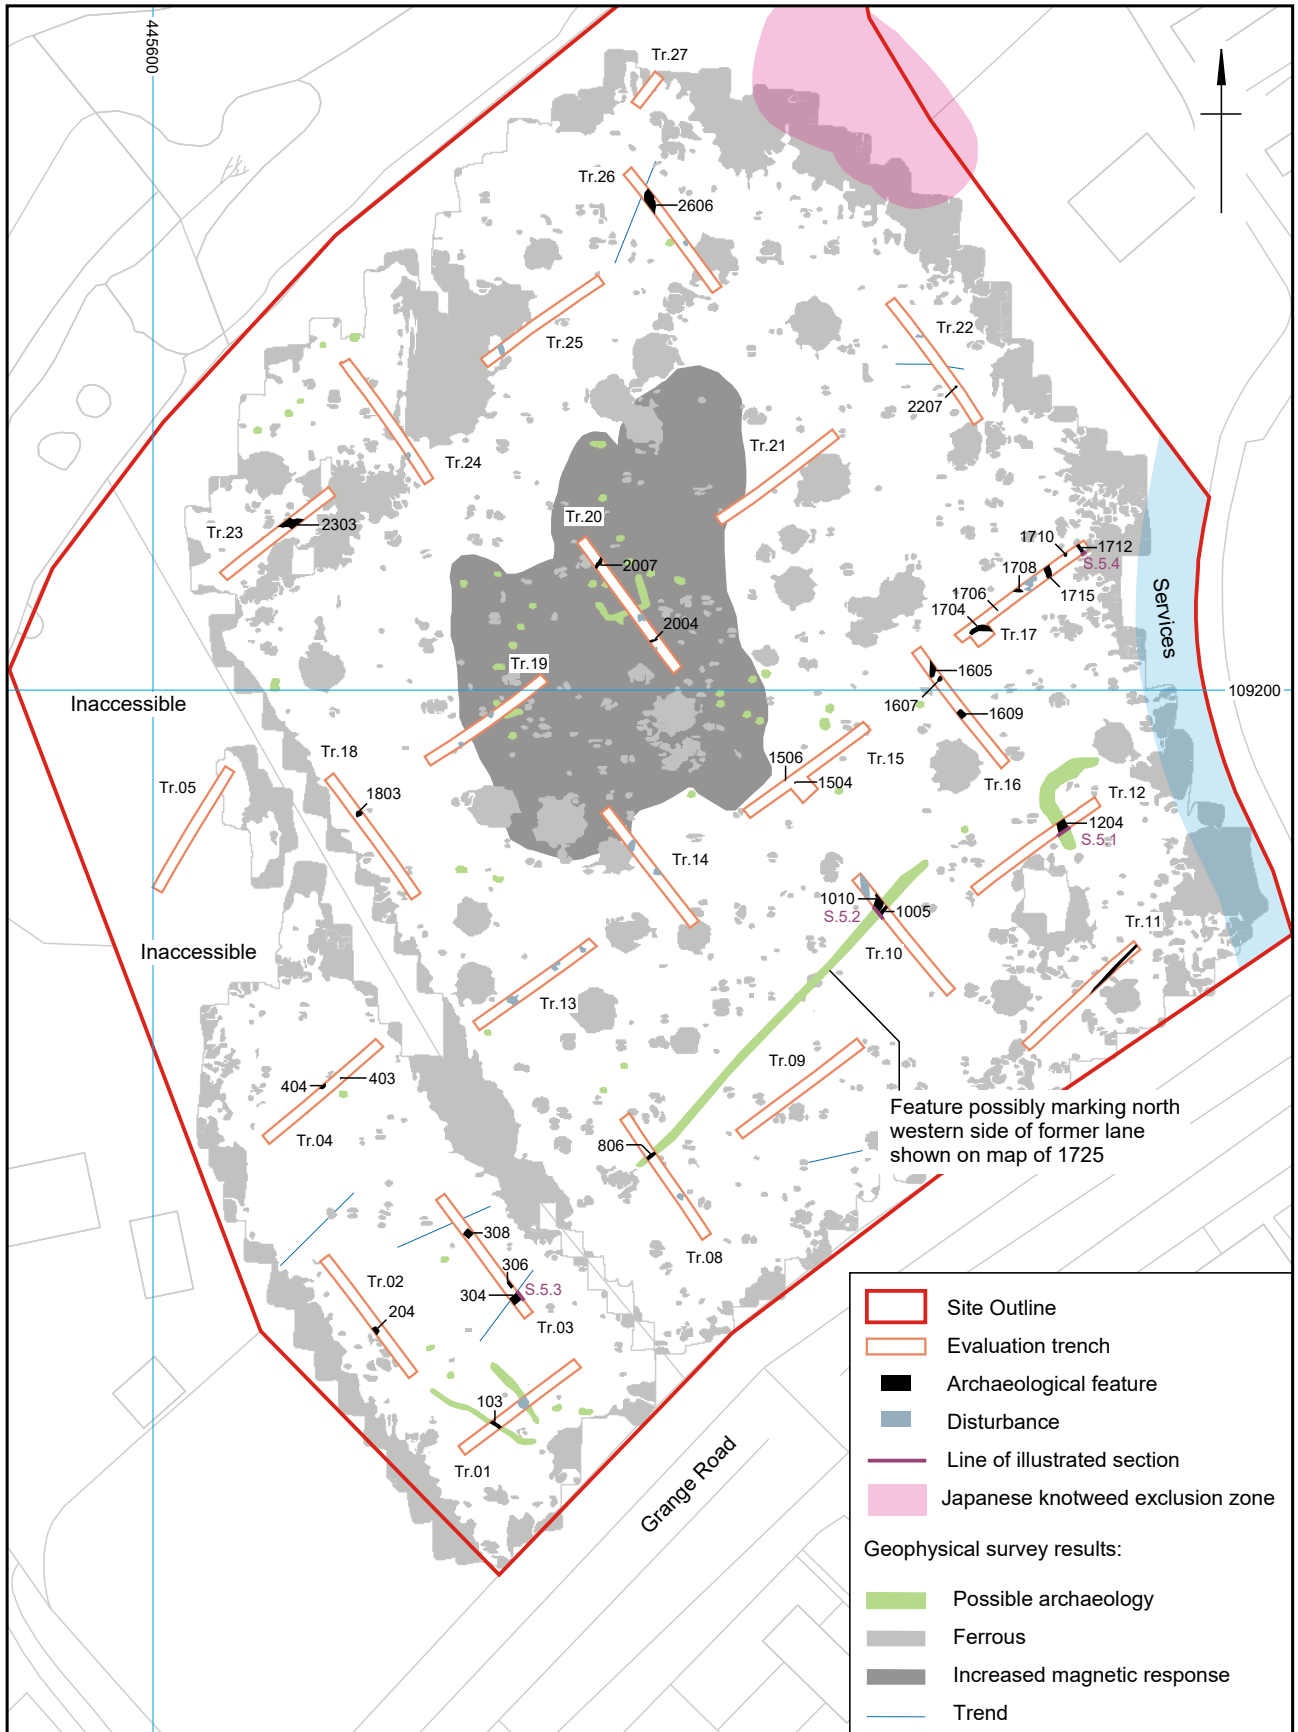 445600
Tr.27
Tr.26
2606
Tr.25
Tr.22
2207
Tr.24
Tr.21
Tr.23
2303
Tr.20
2007
2004
1710
1712
S.5.4
1708
1715
1706
1704
Tr.17
Services
Tr.19
1605
1607
1609
Tr.16
109200
Inaccessible
Tr.18
1803
Tr.05
1506
1504
Tr.15
Tr.12
1204
S.5.1
Tr.14
1010
1005
S.5.2
Tr.10
Tr.11
Inaccessible
Tr.13
Tr.09
404
403
Tr.04
Feature possibly marking north
western side of former lane
shown on map of 1725
806
Tr.08
308
306
304
S.5.3
Tr.03
Tr.02
204
103
Tr.01
Grange Road
Site Outline
Evaluation trench
Archaeological feature
Disturbance
Line of illustrated section
Japanese knotweed exclusion zone
Geophysical survey results:
Possible archaeology
Ferrous
Increased magnetic response
Trend